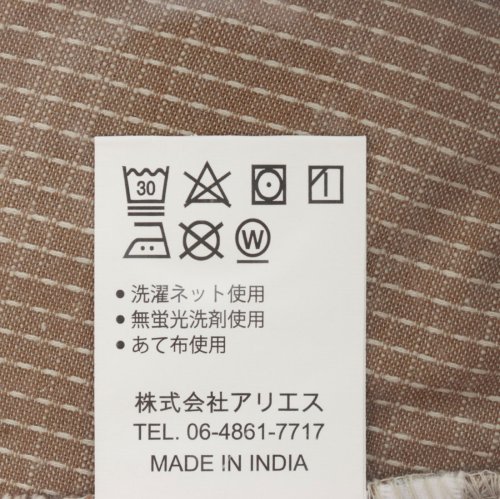 30
W
• 洗濯ネット使用
• 無蛍光洗剤使用
• あて布使用
株式会社アリエス
TEL. 06-4861-7717
MADE IN INDIA